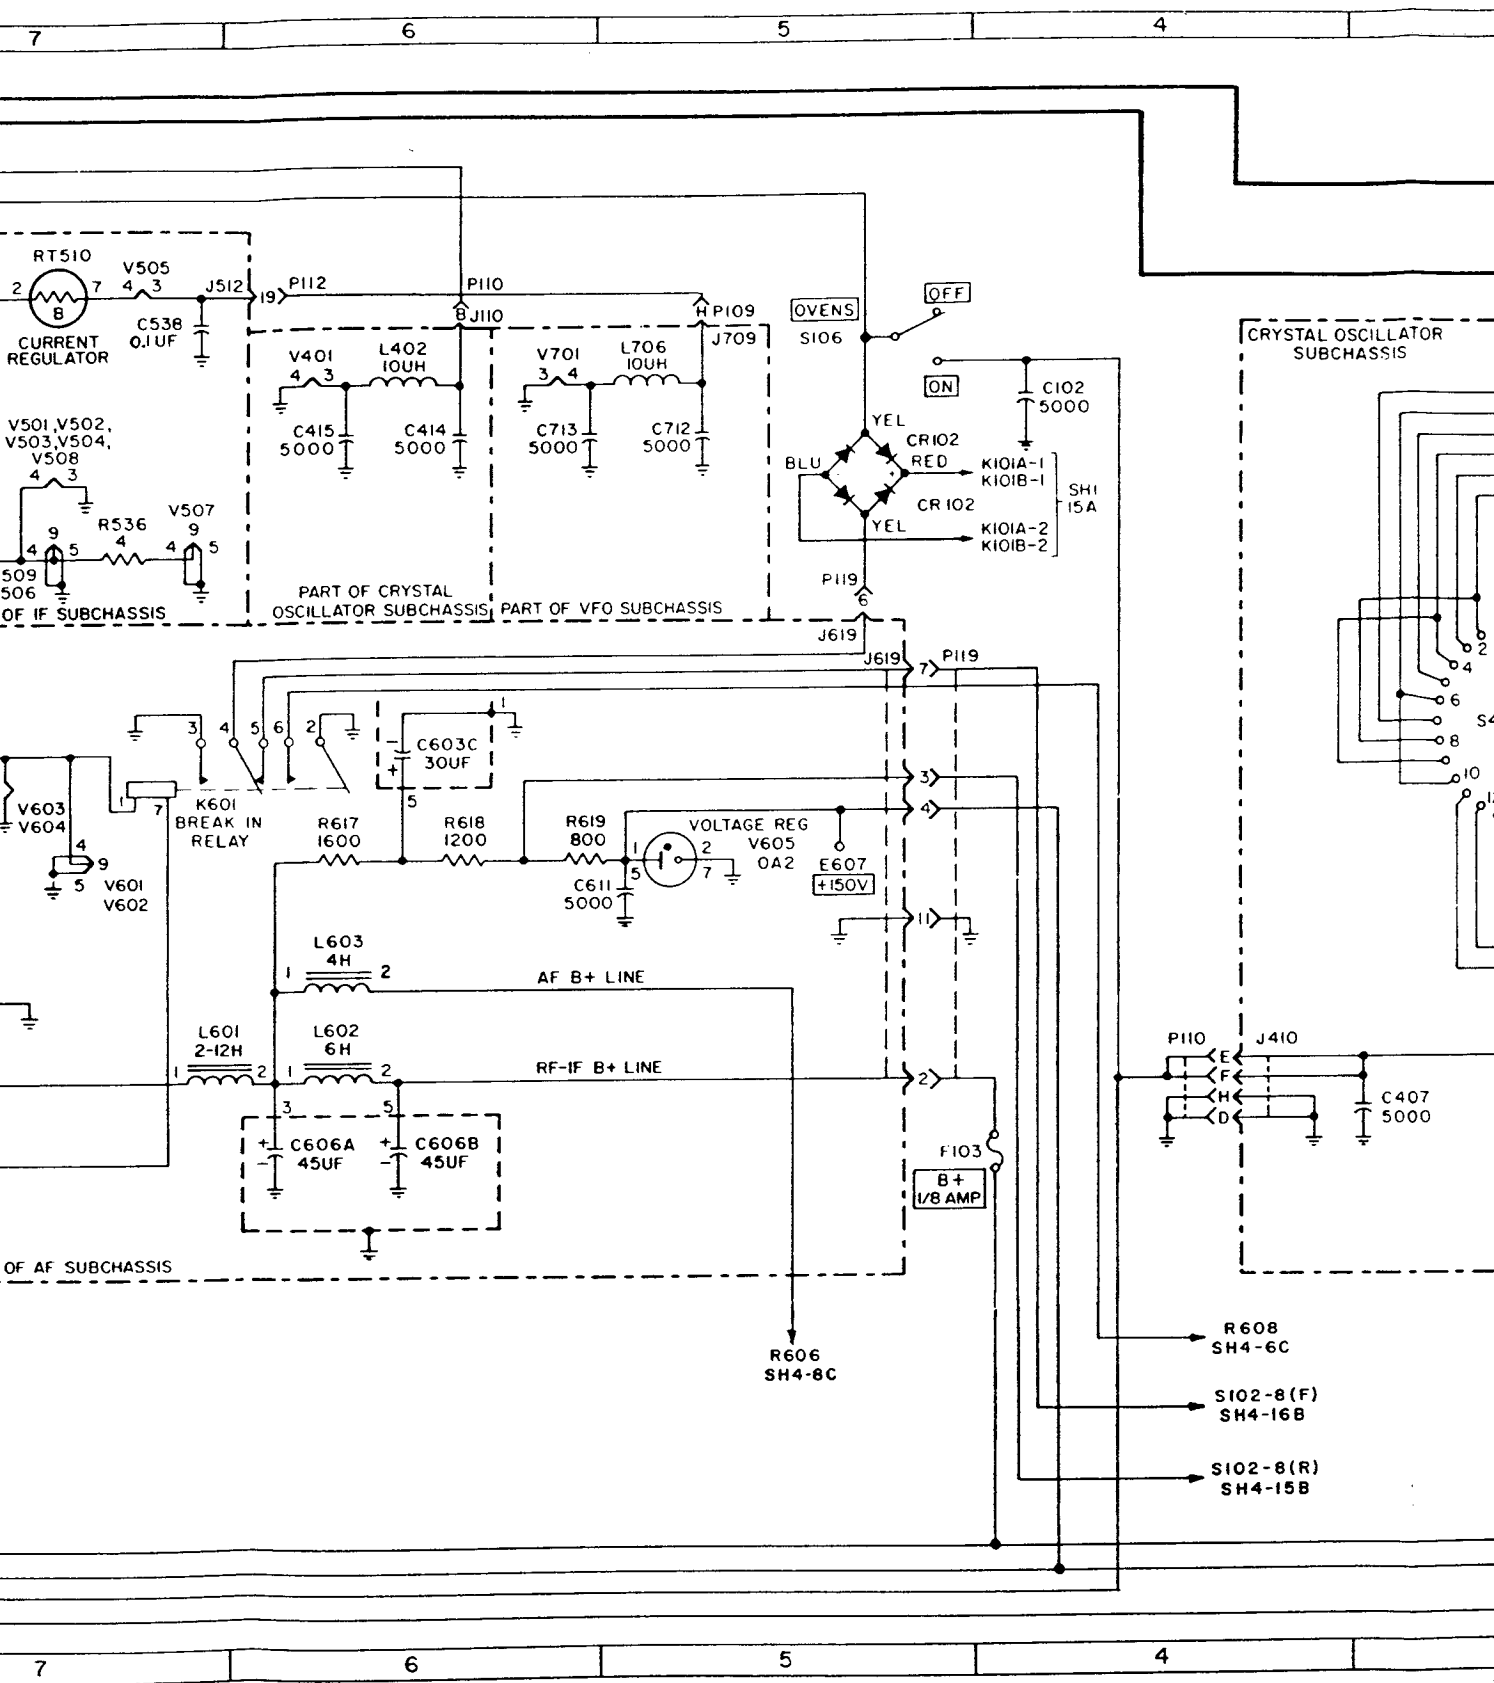 7 6 5 4
RT510
2 7
8
CURRENT
REGULATOR
V505
4 3
J512
19
P112
C538
0.1UF
P110
8
J110
H
P109
J709
V401
4 3
L402
10UH
C415
5000
C414
5000
V701
3 4
L706
10UH
C713
5000
C712
5000
OVENS
S106
OFF
ON
C102
5000
YEL
CR102
BLU
RED
+
CR102
YEL
K101A-1
K101B-1
K101A-2
K101B-2
SH1
15A
CRYSTAL OSCILLATOR
SUBCHASSIS
V501,V502,
V503,V504,
V508
4 3
9
4 5
R536
4
V507
9
4 5
509
506
OF IF SUBCHASSIS
PART OF CRYSTAL
OSCILLATOR SUBCHASSIS
PART OF VFO SUBCHASSIS
P119
6
J619
J619
7
P119
2
4
6
S4
8
10
3 4 5 6 2
K601
BREAK IN
RELAY
1 7
V603
V604
4
9
5
V601
V602
1
-
+
C603C
30UF
5
R617
1600
R618
1200
R619
800
C611
5000
1
5
2
7
VOLTAGE REG
V605
OA2
E607
+150V
3
4
11
L603
4H
1 2
AF B+ LINE
L601
2-12H
1 2
L602
6H
1 2
RF-IF B+ LINE
2
3
+
-
C606A
45UF
5
+
-
C606B
45UF
F103
B+
1/8 AMP
P110
J410
E
F
H
D
C407
5000
OF AF SUBCHASSIS
R606
SH4-8C
R608
SH4-6C
S102-8(F)
SH4-16B
S102-8(R)
SH4-15B
7 6 5 4